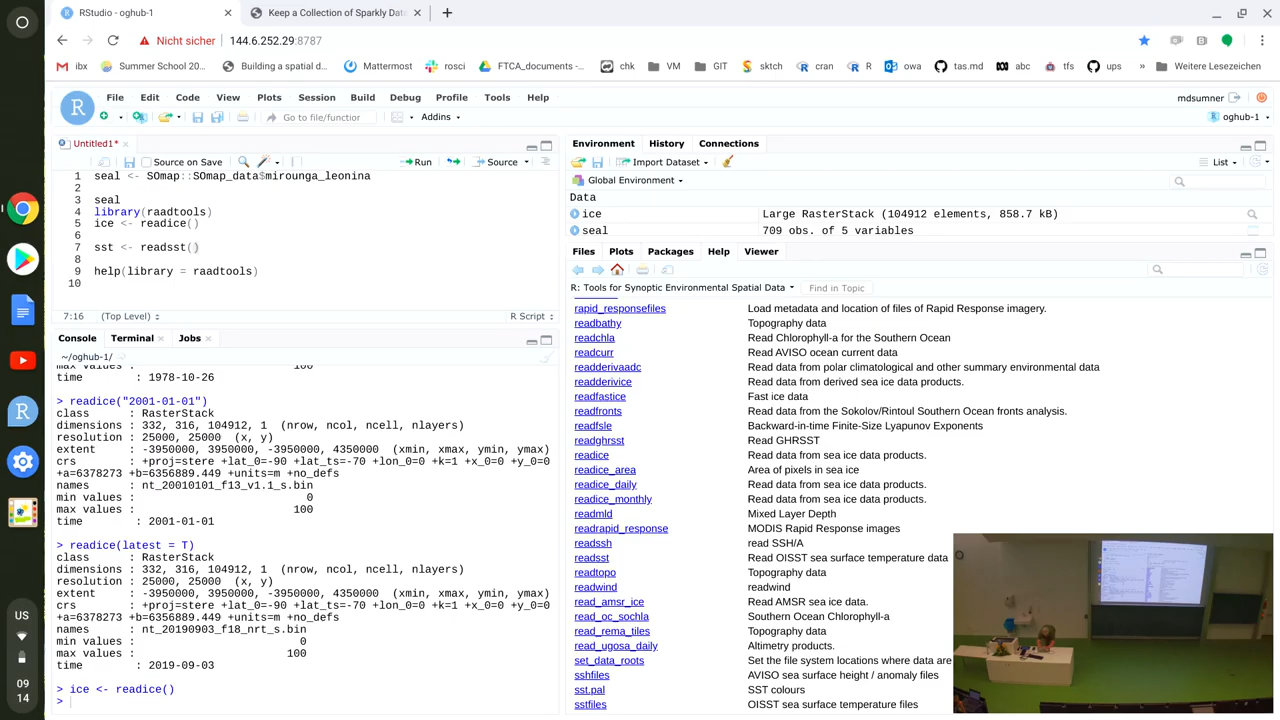 RStudio - oghub-1
Keep a Collection of Sparkly Data
Nicht sicher
144.6.252.29:8787
ibx
Summer School 20...
Building a spatial d...
Mattermost
rosci
FTCA_documents -...
chk
VM
GIT
sktch
cran
R
owa
tas.md
abc
tfs
ups
»
Weitere Lesezeichen
File Edit Code View Plots Session Build Debug Profile Tools Help
mdsumner
Go to file/function
Addins
oghub-1
Untitled1*
Source on Save
Run
Source
1 seal <- SOmap::SOmap_data$mirounga_leonina
2
3 seal
4 library(raadtools)
5 ice <- readice()
6
7 sst <- readsst()
8
9 help(library = raadtools)
10
7:16 (Top Level) R Script
Console Terminal Jobs
~/oghub-1/
max values : 100
time : 1978-10-26
> readice("2001-01-01")
class : RasterStack
dimensions : 332, 316, 104912, 1 (nrow, ncol, ncell, nlayers)
resolution : 25000, 25000 (x, y)
extent : -3950000, 3950000, -3950000, 4350000 (xmin, xmax, ymin, ymax)
crs : +proj=stere +lat_0=-90 +lat_ts=-70 +lon_0=0 +k=1 +x_0=0 +y_0=0
+a=6378273 +b=6356889.449 +units=m +no_defs
names : nt_20010101_f13_v1.1_s.bin
min values : 0
max values : 100
time : 2001-01-01
> readice(latest = T)
class : RasterStack
dimensions : 332, 316, 104912, 1 (nrow, ncol, ncell, nlayers)
resolution : 25000, 25000 (x, y)
extent : -3950000, 3950000, -3950000, 4350000 (xmin, xmax, ymin, ymax)
crs : +proj=stere +lat_0=-90 +lat_ts=-70 +lon_0=0 +k=1 +x_0=0 +y_0=0
+a=6378273 +b=6356889.449 +units=m +no_defs
names : nt_20190903_f18_nrt_s.bin
min values : 0
max values : 100
time : 2019-09-03
> ice <- readice()
>
Environment History Connections
Import Dataset
List
Global Environment
Data
ice Large RasterStack (104912 elements, 858.7 kB)
seal 709 obs. of 5 variables
Files Plots Packages Help Viewer
R: Tools for Synoptic Environmental Spatial Data
Find in Topic
rapid_responsefiles Load metadata and location of files of Rapid Response imagery.
readbathy Topography data
readchla Read Chlorophyll-a for the Southern Ocean
readcurr Read AVISO ocean current data
readderivaadc Read data from polar climatological and other summary environmental data
readderivice Read data from derived sea ice data products.
readfastice Fast ice data
readfronts Read data from the Sokolov/Rintoul Southern Ocean fronts analysis.
readfsle Backward-in-time Finite-Size Lyapunov Exponents
readghrsst Read GHRSST
readice Read data from sea ice data products.
readice_area Area of pixels in sea ice
readice_daily Read data from sea ice data products.
readice_monthly Read data from sea ice data products.
readmld Mixed Layer Depth
readrapid_response MODIS Rapid Response images
readssh read SSH/A
readsst Read OISST sea surface temperature data
readtopo Topography data
readwind readwind
read_amsr_ice Read AMSR sea ice data.
read_oc_sochla Southern Ocean Chlorophyll-a
read_rema_tiles Topography data
read_ugosa_daily Altimetry products.
set_data_roots Set the file system locations where data are
sshfiles AVISO sea surface height / anomaly files
sst.pal SST colours
sstfiles OISST sea surface temperature files
US
09
14